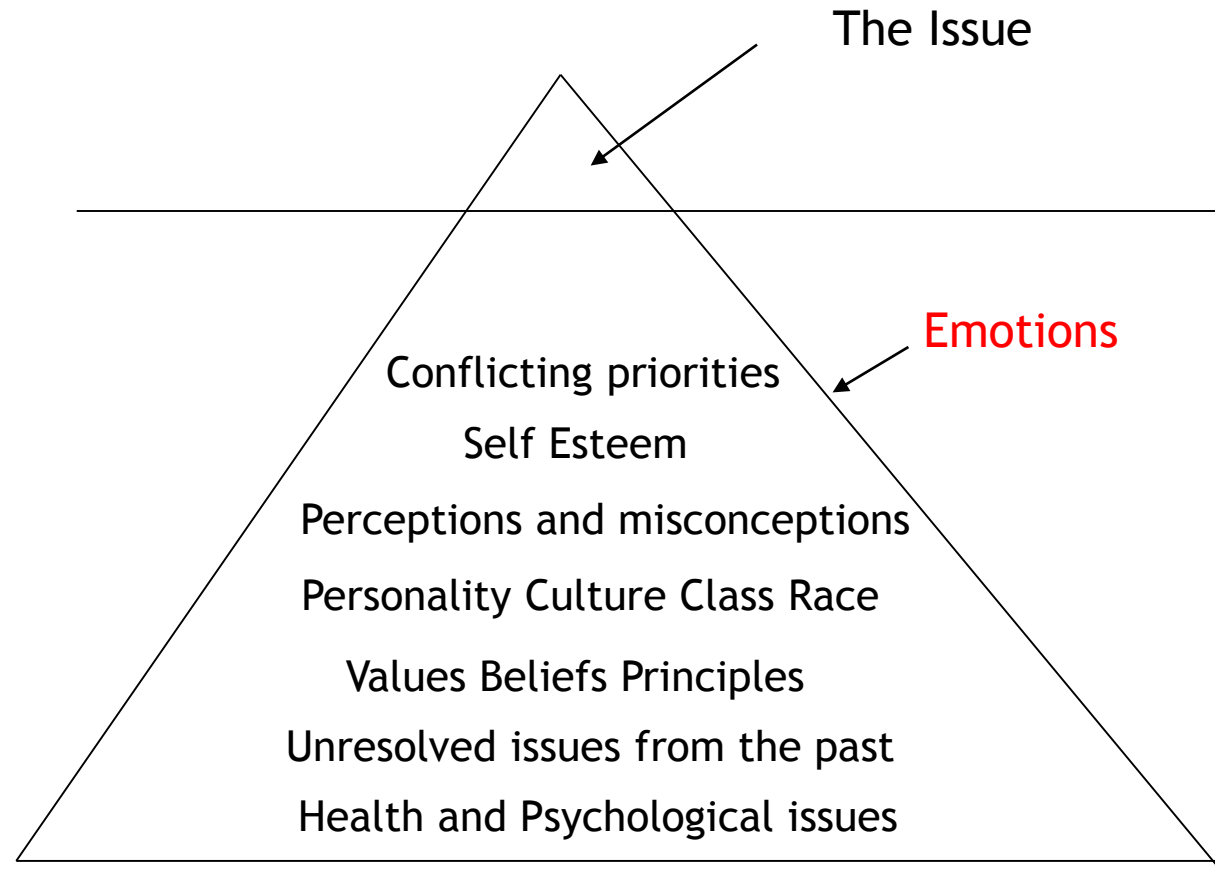 The Issue
Emotions
Conflicting priorities
Self Esteem
Perceptions and misconceptions
Personality Culture Class Race
Values Beliefs Principles
Unresolved issues from the past
Health and Psychological issues